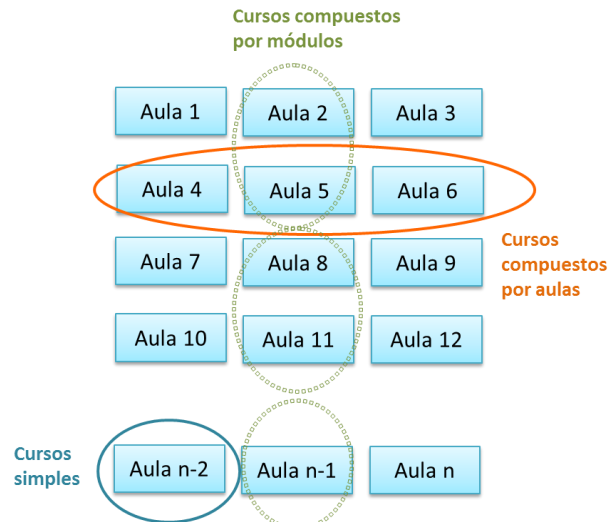 Cursos compuestos
por módulos
Aula 1
Aula 2
Aula 3
Aula 4
Aula 5
Aula 6
Cursos
compuestos
por aulas
Aula 7
Aula 8
Aula 9
Aula 10
Aula 11
Aula 12
Cursos
simples
Aula n-2
Aula n-1
Aula n